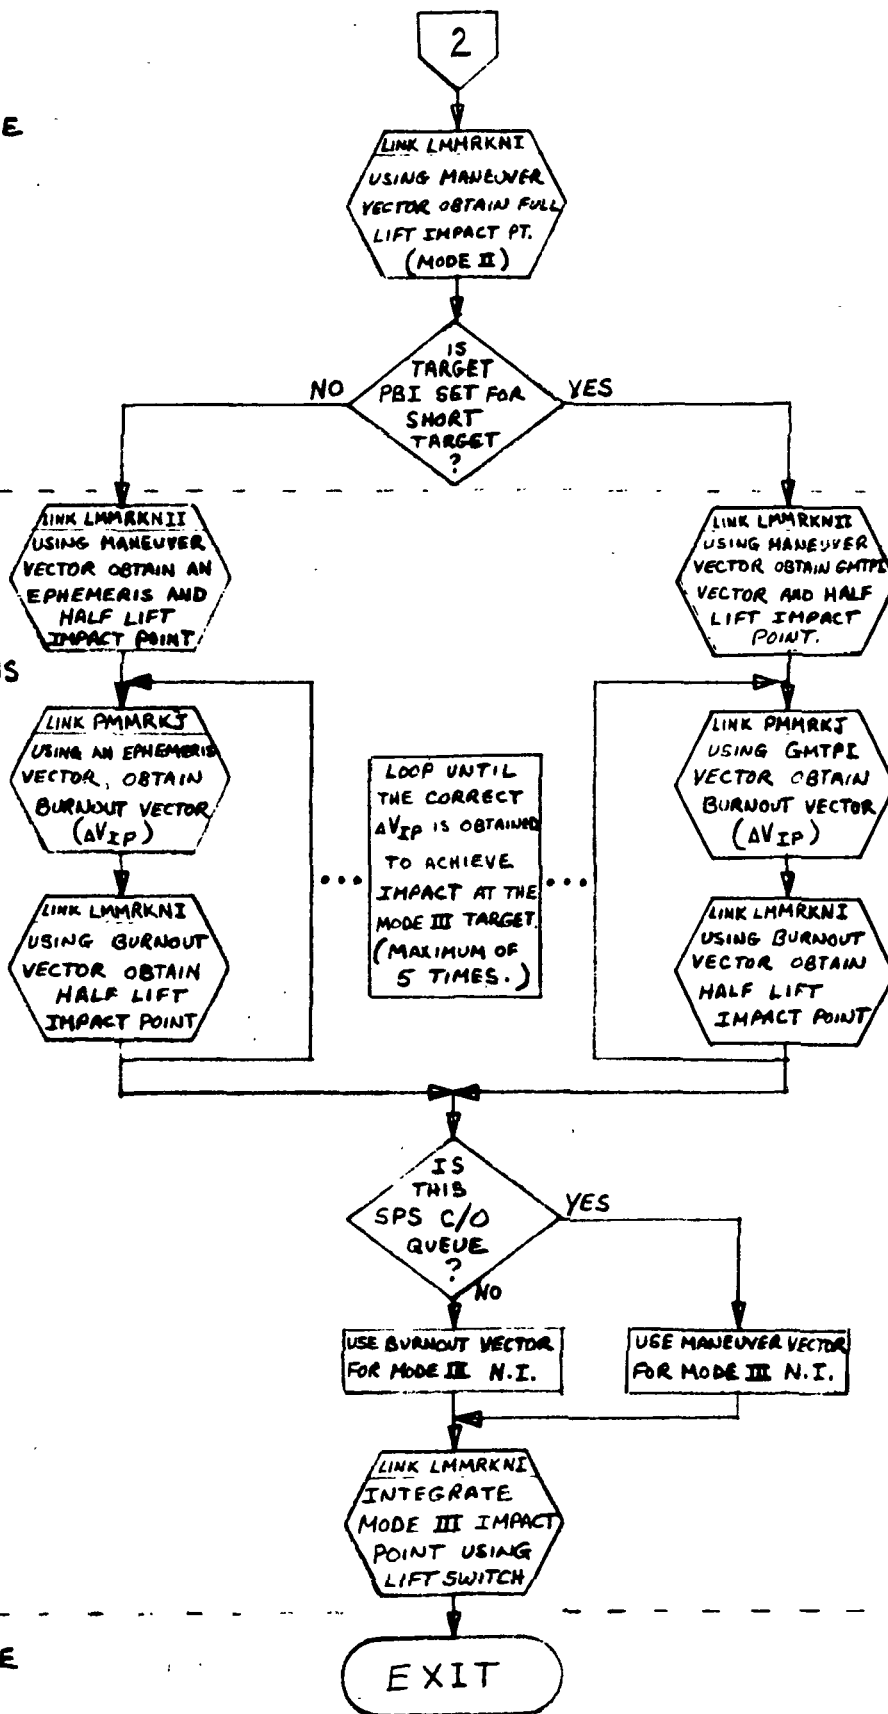 2
E
LINK LMMRKNI
USING MANEUVER
VECTOR OBTAIN FULL
LIFT IMPACT PT.
(MODE II)
IS
TARGET
PBI SET FOR
SHORT
TARGET
?
NO
YES
LINK LMMRKNII
USING MANEUVER
VECTOR OBTAIN AN
EPHEMERIS AND
HALF LIFT
IMPACT POINT
LINK LMMRKNII
USING MANEUVER
VECTOR OBTAIN GMTPI
VECTOR AND HALF
LIFT IMPACT
POINT.
IS
LINK PMMRKJ
USING AN EPHEMERIS
VECTOR, OBTAIN
BURNOUT VECTOR
(ΔVIP)
LOOP UNTIL
THE CORRECT
ΔVIP IS OBTAINED
TO ACHIEVE
IMPACT AT THE
MODE III TARGET.
(MAXIMUM OF
5 TIMES.)
LINK PMMRKJ
USING GMTPI
VECTOR OBTAIN
BURNOUT VECTOR
(ΔVIP)
LINK LMMRKNI
USING BURNOUT
VECTOR OBTAIN
HALF LIFT
IMPACT POINT
LINK LMMRKNI
USING BURNOUT
VECTOR OBTAIN
HALF LIFT
IMPACT POINT
IS
THIS
SPS C/O
QUEUE
?
YES
NO
USE BURNOUT VECTOR
FOR MODE III N.I.
USE MANEUVER VECTOR
FOR MODE III N.I.
LINK LMMRKNI
INTEGRATE
MODE III IMPACT
POINT USING
LIFT SWITCH
E
EXIT